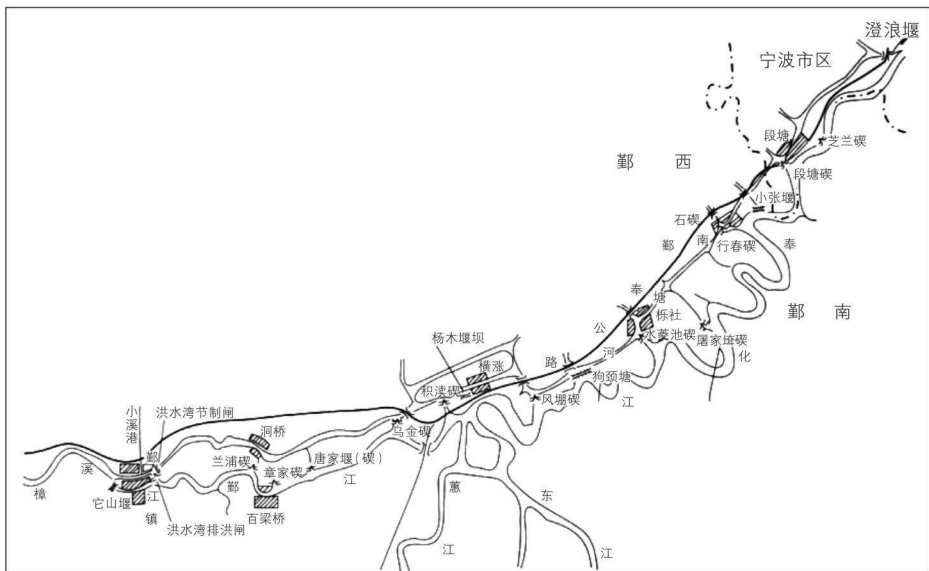 澄浪堰
宁波市区
段塘
芝兰碶
鄞 西
段塘碶
小张堰
石碶
行春碶
鄞奉公路
南塘河
奉化江
鄞 南
栎社
水菱池碶
屠家堬碶
杨木堰坝
横涨
积渎碶
狗颈塘
风堋碶
乌金碶
小溪港
洪水湾节制闸
洞桥
兰浦碶
章家碶
唐家堰(碶)
鄞江
樟溪
鄞江镇
它山堰
百梁桥
洪水湾排洪闸
蕙江
东江